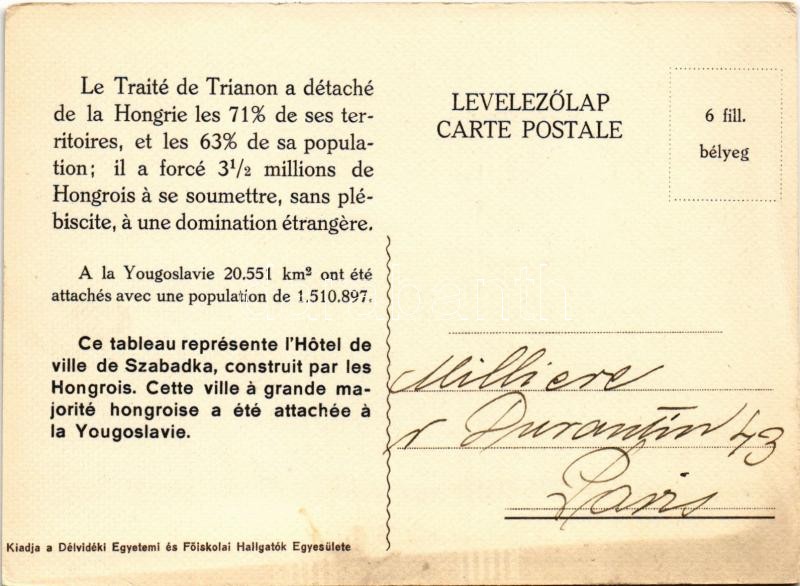 Le Traité de Trianon a détaché
de la Hongrie les 71% de ses ter-
ritoires, et les 63% de sa popula-
tion; il a forcé 3¹/₂ millions de
Hongrois à se soumettre, sans plé-
biscite, à une domination étrangère.
A la Yougoslavie 20.551 km² ont été
attachés avec une population de 1,510.897.
Ce tableau représente l'Hôtel de
ville de Szabadka, construit par les
Hongrois. Cette ville à grande ma-
jorité hongroise a été attachée à
la Yougoslavie.
Kiadja a Délvidéki Egyetemi és Főiskolai Hallgatók Egyesülete
LEVELEZŐLAP
CARTE POSTALE
6 fill.
bélyeg
Milliere
r Durantin 43
Paris